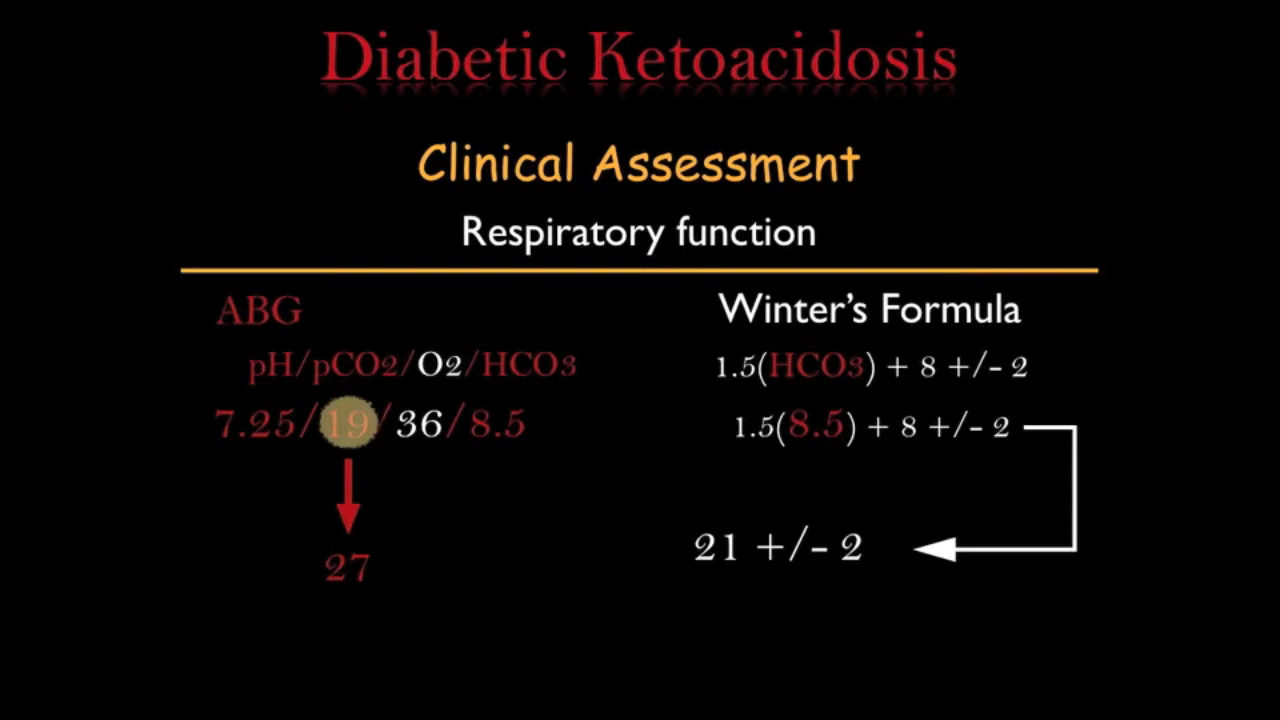 Diabetic Ketoacidosis
Clinical Assessment
Respiratory function
ABG
pH/pCO2/O2/HCO3
7.25/19/36/8.5
27
Winter's Formula
1.5(HCO3) + 8 +/- 2
1.5(8.5) + 8 +/- 2
21 +/- 2